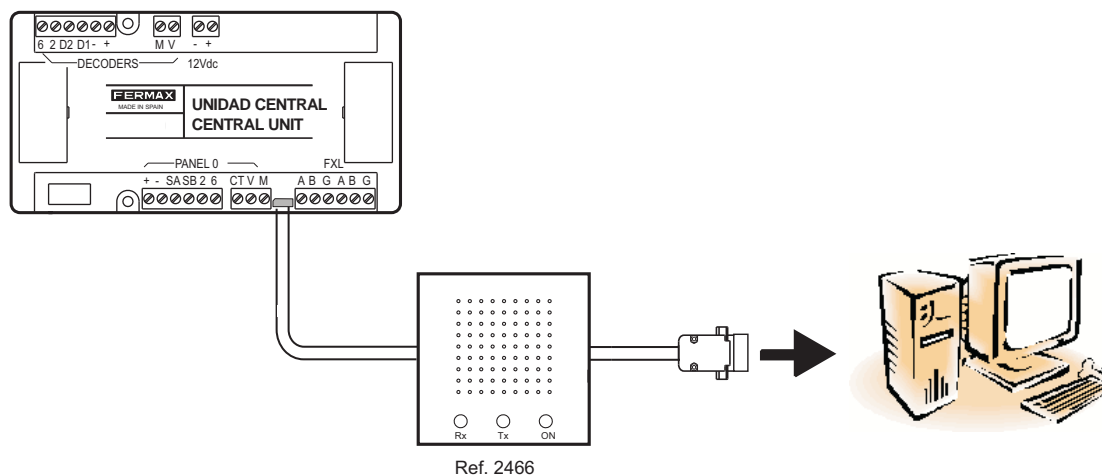 6 2 D2 D1 - +
M V
- +
DECODERS
12Vdc
FERMAX
MADE IN SPAIN
UNIDAD CENTRAL
CENTRAL UNIT
PANEL 0
FXL
+ - SA SB 2 6
CT V M
A B G A B G
Rx
Tx
ON
Ref. 2466